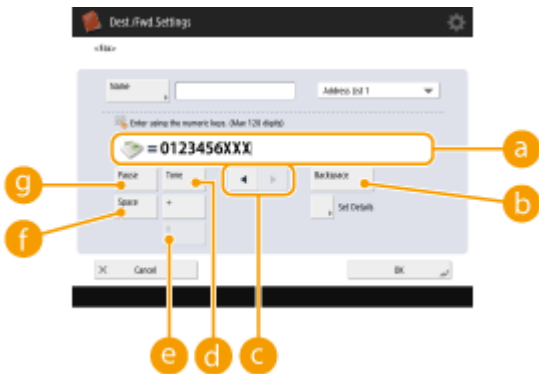 Dest./Fwd. Settings
<Fax>
Name
Address List 1
Enter using the numeric keys. (Max 120 digits)
= 0123456XXX
a
Pause
Tone
Backspace
g
b
Space
+
Set Details
f
Cancel
OK
e
d
c